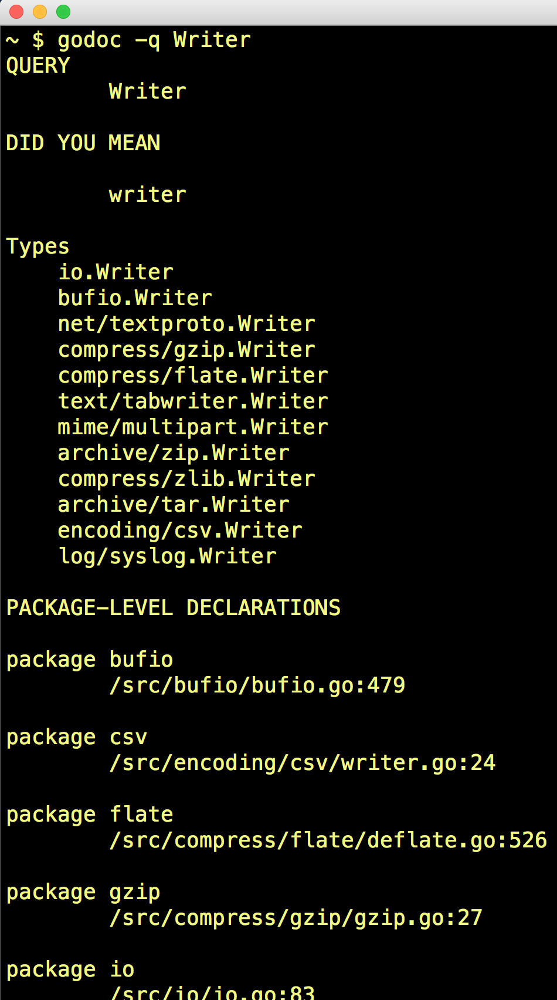 ~ $ godoc -q Writer
QUERY
Writer
DID YOU MEAN
writer
Types
io.Writer
bufio.Writer
net/textproto.Writer
compress/gzip.Writer
compress/flate.Writer
text/tabwriter.Writer
mime/multipart.Writer
archive/zip.Writer
compress/zlib.Writer
archive/tar.Writer
encoding/csv.Writer
log/syslog.Writer
PACKAGE-LEVEL DECLARATIONS
package bufio
/src/bufio/bufio.go:479
package csv
/src/encoding/csv/writer.go:24
package flate
/src/compress/flate/deflate.go:526
package gzip
/src/compress/gzip/gzip.go:27
package io
/src/io/io.go:83